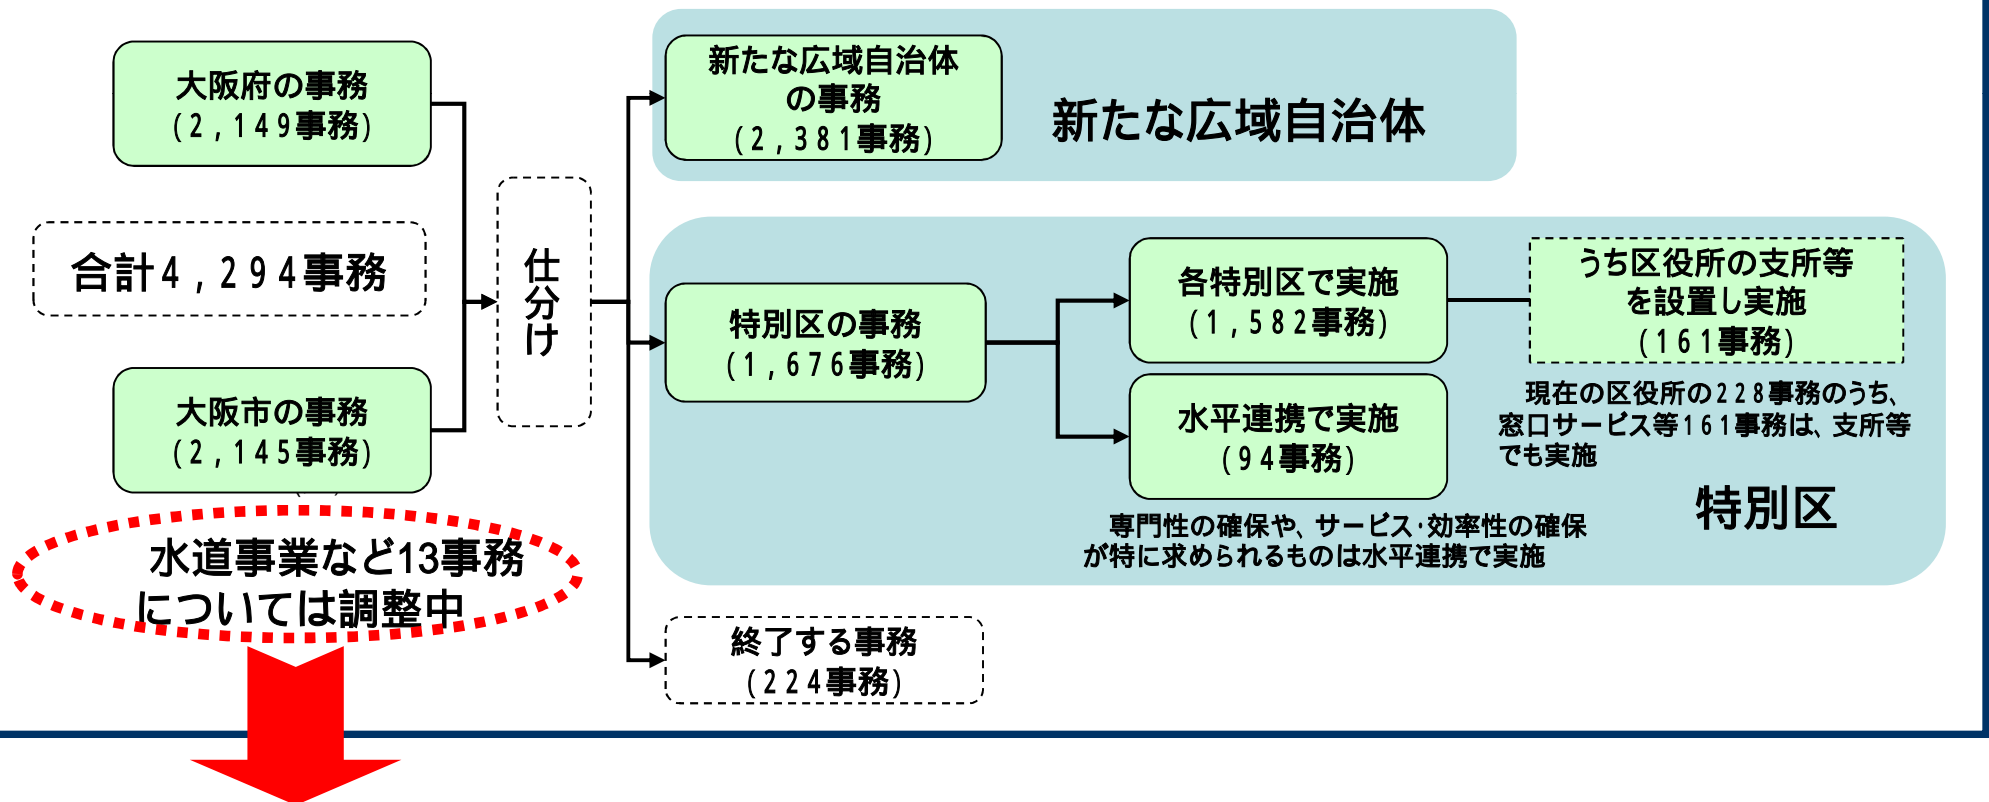 大阪府の事務
(2,149事務)
合計4,294事務
大阪市の事務
(2,145事務)
水道事業など13事務
については調整中
仕分け
新たな広域自治体
の事務
(2,381事務)
新たな広域自治体
特別区の事務
(1,676事務)
各特別区で実施
(1,582事務)
うち区役所の支所等
を設置し実施
(161事務)
現在の区役所の228事務のうち、
窓口サービス等161事務は、支所等
でも実施
水平連携で実施
(94事務)
専門性の確保や、サービス・効率性の確保
が特に求められるものは水平連携で実施
特別区
終了する事務
(224事務)